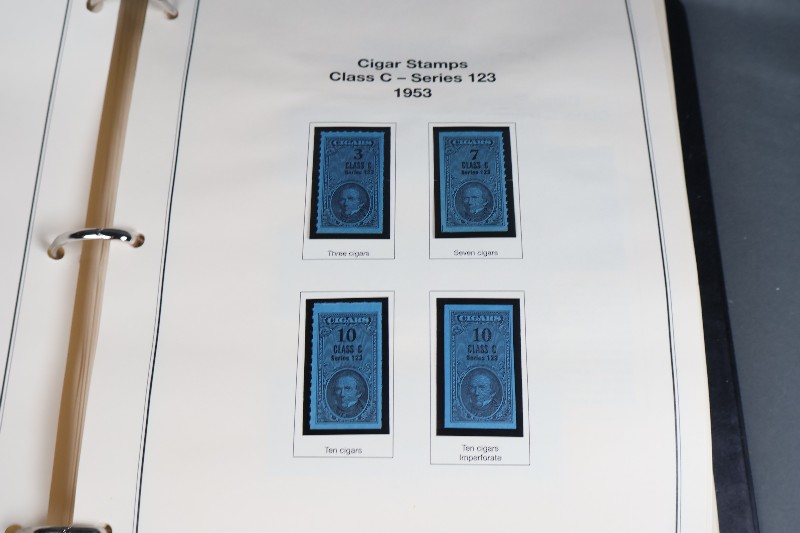 Cigar Stamps
Class C – Series 123
1953
CIGARS
3
CLASS C
Series 123
Three cigars
CIGARS
7
CLASS C
Series 123
Seven cigars
CIGARS
10
CLASS C
Series 123
Ten cigars
CIGARS
10
CLASS C
Series 123
Ten cigars
Imperforate